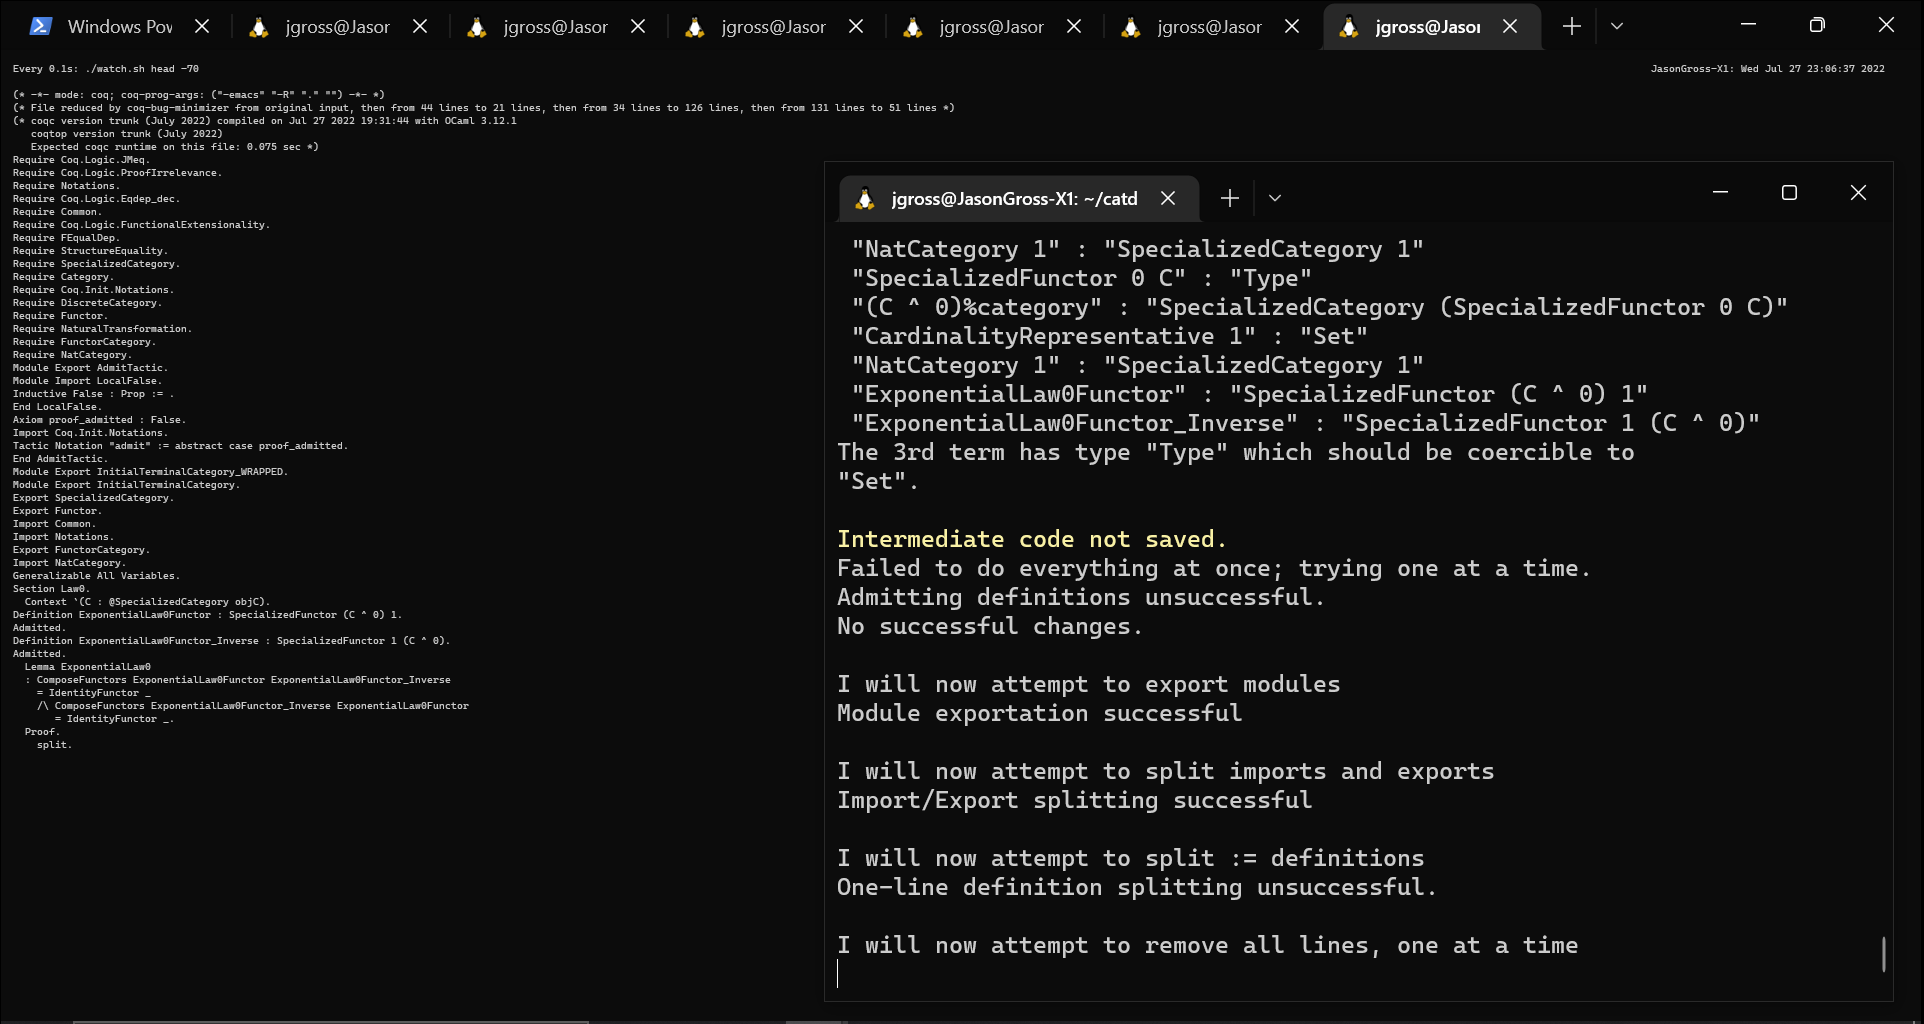 Windows Pov
jgross@Jasor
jgross@Jasor
jgross@Jasor
jgross@Jasor
jgross@Jasor
jgross@Jasor
Every 0.1s: ./watch.sh head -70
JasonGross-X1: Wed Jul 27 23:06:37 2022
(* -*- mode: coq; coq-prog-args: ("-emacs" "-R" "." "") -*- *)
(* File reduced by coq-bug-minimizer from original input, then from 44 lines to 21 lines, then from 34 lines to 126 lines, then from 131 lines to 51 lines *)
(* coqc version trunk (July 2022) compiled on Jul 27 2022 19:31:44 with OCaml 3.12.1
   coqtop version trunk (July 2022)
   Expected coqc runtime on this file: 0.075 sec *)
Require Coq.Logic.JMeq.
Require Coq.Logic.ProofIrrelevance.
Require Notations.
Require Coq.Logic.Eqdep_dec.
Require Common.
Require Coq.Logic.FunctionalExtensionality.
Require FEqualDep.
Require StructureEquality.
Require SpecializedCategory.
Require Category.
Require Coq.Init.Notations.
Require DiscreteCategory.
Require Functor.
Require NaturalTransformation.
Require FunctorCategory.
Require NatCategory.
Module Export AdmitTactic.
Module Import LocalFalse.
Inductive False : Prop := .
End LocalFalse.
Axiom proof_admitted : False.
Import Coq.Init.Notations.
Tactic Notation "admit" := abstract case proof_admitted.
End AdmitTactic.
Module Export InitialTerminalCategory_WRAPPED.
Module Export InitialTerminalCategory.
Export SpecializedCategory.
Export Functor.
Import Common.
Import Notations.
Export FunctorCategory.
Import NatCategory.
Generalizable All Variables.
Section Law0.
  Context `(C : @SpecializedCategory objC).
Definition ExponentialLaw0Functor : SpecializedFunctor (C ^ 0) 1.
Admitted.
Definition ExponentialLaw0Functor_Inverse : SpecializedFunctor 1 (C ^ 0).
Admitted.
  Lemma ExponentialLaw0
  : ComposeFunctors ExponentialLaw0Functor ExponentialLaw0Functor_Inverse
    = IdentityFunctor _
    /\ ComposeFunctors ExponentialLaw0Functor_Inverse ExponentialLaw0Functor
       = IdentityFunctor _.
  Proof.
    split.
jgross@JasonGross-X1: ~/catd
"NatCategory 1" : "SpecializedCategory 1"
"SpecializedFunctor 0 C" : "Type"
"(C ^ 0)%category" : "SpecializedCategory (SpecializedFunctor 0 C)"
"CardinalityRepresentative 1" : "Set"
"NatCategory 1" : "SpecializedCategory 1"
"ExponentialLaw0Functor" : "SpecializedFunctor (C ^ 0) 1"
"ExponentialLaw0Functor_Inverse" : "SpecializedFunctor 1 (C ^ 0)"
The 3rd term has type "Type" which should be coercible to
"Set".
Intermediate code not saved.
Failed to do everything at once; trying one at a time.
Admitting definitions unsuccessful.
No successful changes.
I will now attempt to export modules
Module exportation successful
I will now attempt to split imports and exports
Import/Export splitting successful
I will now attempt to split := definitions
One-line definition splitting unsuccessful.
I will now attempt to remove all lines, one at a time